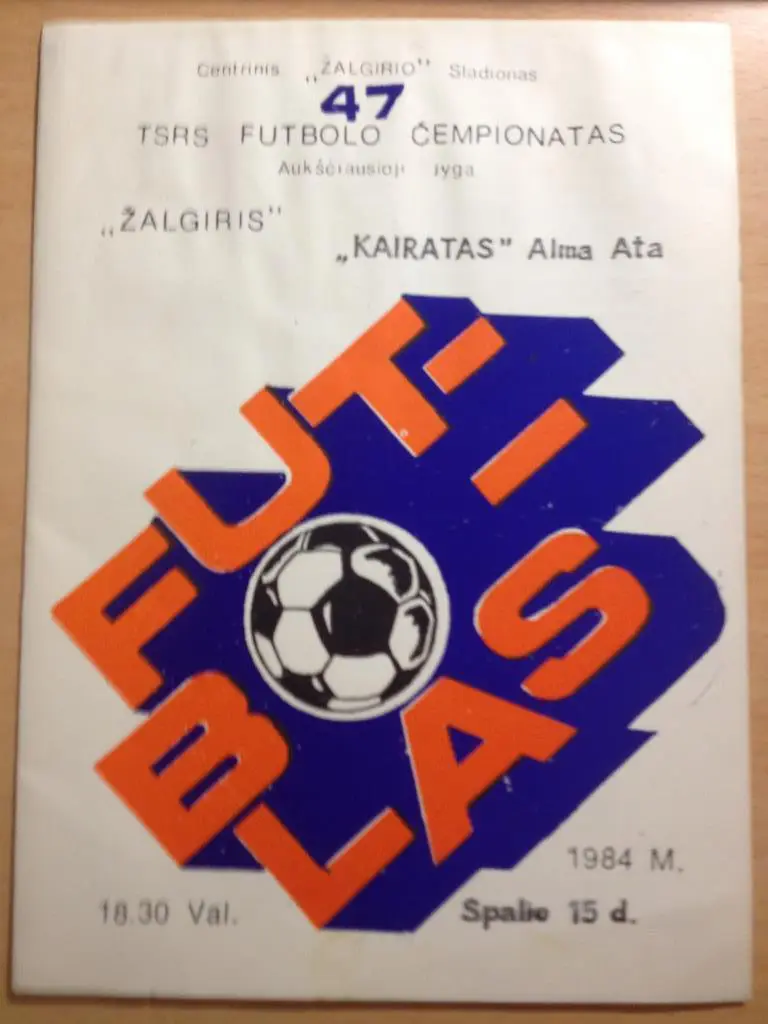 Centrinis „ŽALGIRIO" Stadionas
47
TSRS FUTBOLO ČEMPIONATAS
Aukščiausioji lyga
„ŽALGIRIS"
„KAIRATAS" Alma Ata
FUT-
BLAS
18.30 Val.
1984 M.
Spalio 15 d.